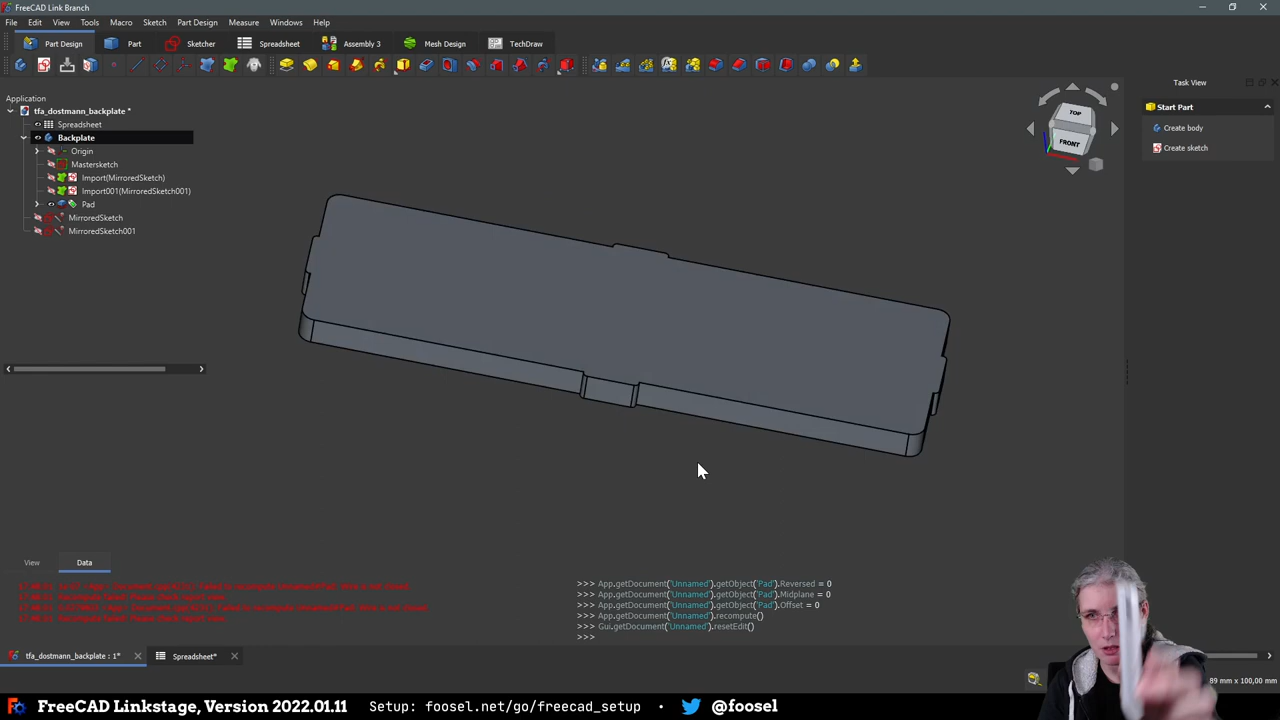 FreeCAD Link Branch
File Edit View Tools Macro Sketch Part Design Measure Windows Help
Part Design Part Sketcher Spreadsheet Assembly 3 Mesh Design TechDraw
Application
tfa_dostmann_backplate *
Spreadsheet
Backplate
Origin
Mastersketch
Import(MirroredSketch)
Import001(MirroredSketch001)
Pad
MirroredSketch
MirroredSketch001
TOP
FRONT
Task View
Start Part
Create body
Create sketch
View Data
>>> App.getDocument('Unnamed').getObject('Pad').Reversed = 0
>>> App.getDocument('Unnamed').getObject('Pad').Midplane = 0
>>> App.getDocument('Unnamed').getObject('Pad').Offset = 0
>>> App.getDocument('Unnamed').recompute()
>>> Gui.getDocument('Unnamed').resetEdit()
>>>
tfa_dostmann_backplate : 1* Spreadsheet*
89 mm x 100,00 mm
FreeCAD Linkstage, Version 2022.01.11 Setup: foosel.net/go/freecad_setup • @foosel